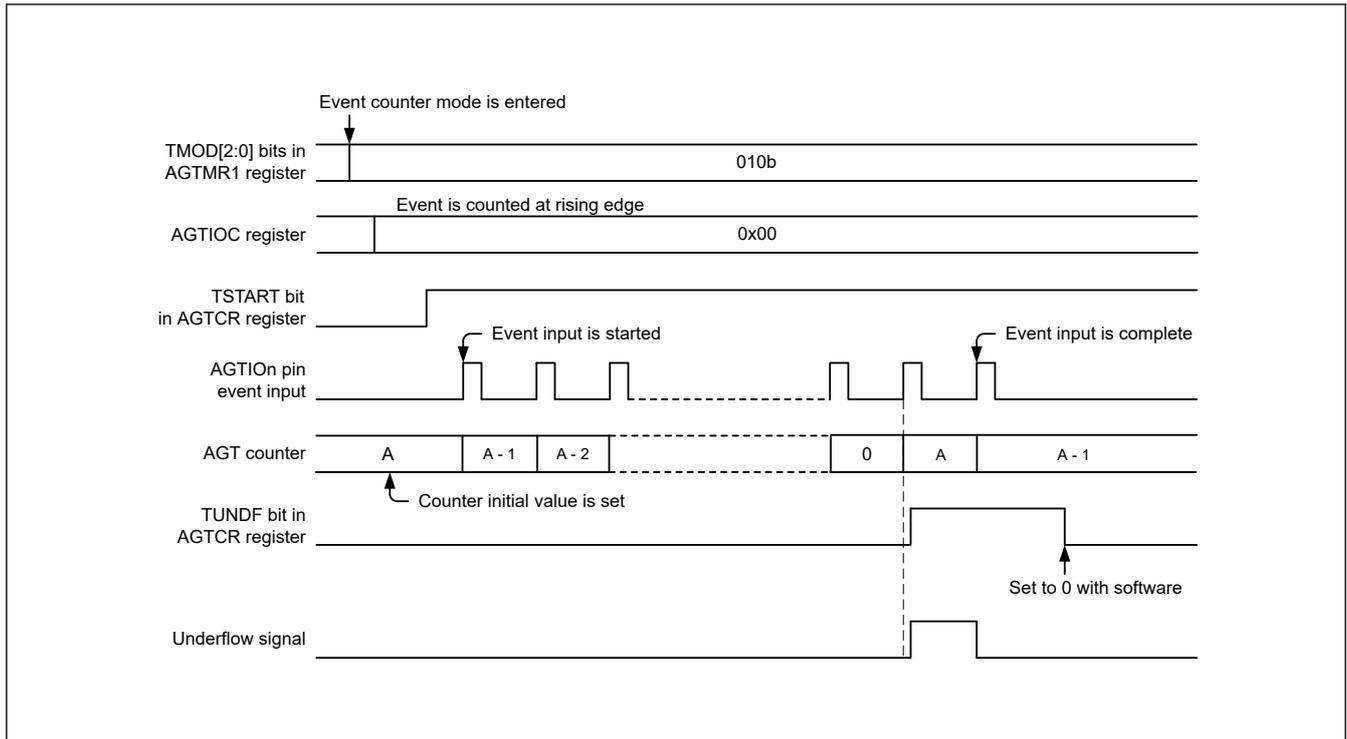 Event counter mode is entered
TMOD[2:0] bits in
AGTMR1 register
010b
Event is counted at rising edge
AGTIOC register
0x00
TSTART bit
in AGTCR register
Event input is started
Event input is complete
AGTIOn pin
event input
AGT counter
A
A - 1
A - 2
0
A
A - 1
Counter initial value is set
TUNDF bit in
AGTCR register
Set to 0 with software
Underflow signal